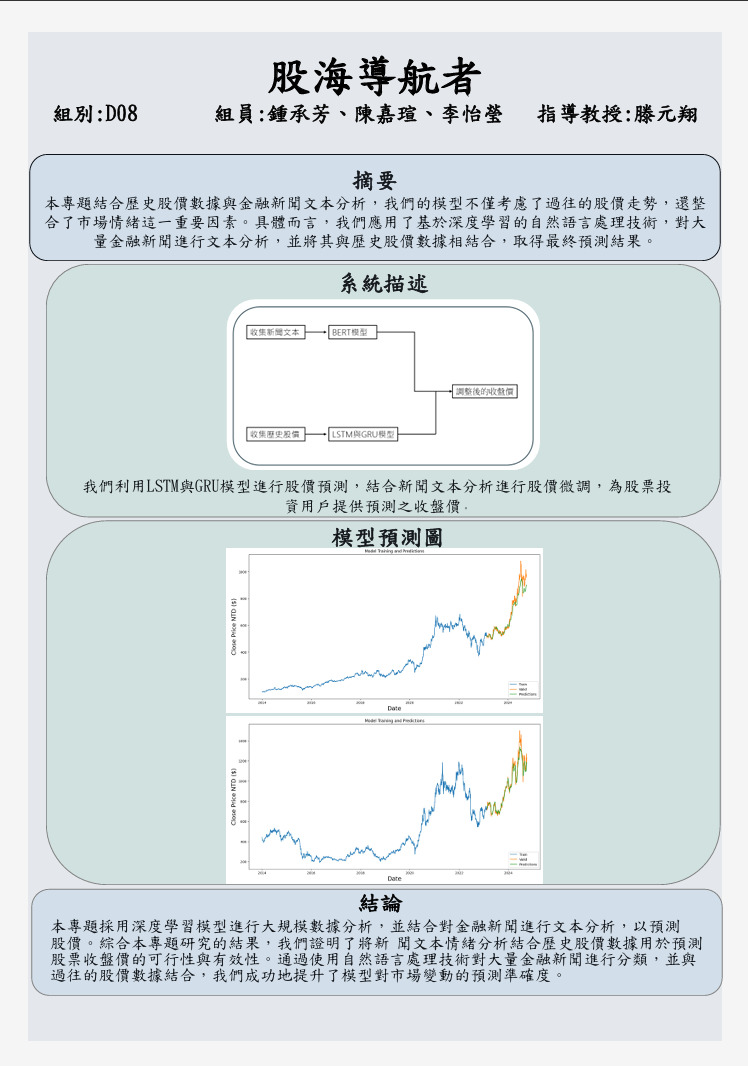 股海導航者
組別:D08 組員:鍾承芳、陳嘉瑄、李怡瑩 指導教授:滕元翔
摘要
本專題結合歷史股價數據與金融新聞文本分析，我們的模型不僅考慮了過往的股價走勢，還整
合了市場情緒這一重要因素。具體而言，我們應用了基於深度學習的自然語言處理技術，對大
量金融新聞進行文本分析，並將其與歷史股價數據相結合，取得最終預測結果。
系統描述
收集新聞文本
BERT模型
調整後的收盤價
收集歷史股價
LSTM與GRU模型
我們利用LSTM與GRU模型進行股價預測，結合新聞文本分析進行股價微調，為股票投
資用戶提供預測之收盤價.
模型預測圖
Model Training and Predictions
Close Price NTD ($)
1000
800
600
400
200
2014 2016 2018 2020 2022 2024
Date
Train
Valid
Predictions
Model Training and Predictions
Close Price NTD ($)
1400
1200
1000
800
600
400
200
2014 2016 2018 2020 2022 2024
Date
Train
Valid
Predictions
結論
本專題採用深度學習模型進行大規模數據分析，並結合對金融新聞進行文本分析，以預測
股價。綜合本專題研究的結果，我們證明了將新 聞文本情緒分析結合歷史股價數據用於預測
股票收盤價的可行性與有效性。通過使用自然語言處理技術對大量金融新聞進行分類，並與
過往的股價數據結合，我們成功地提升了模型對市場變動的預測準確度。